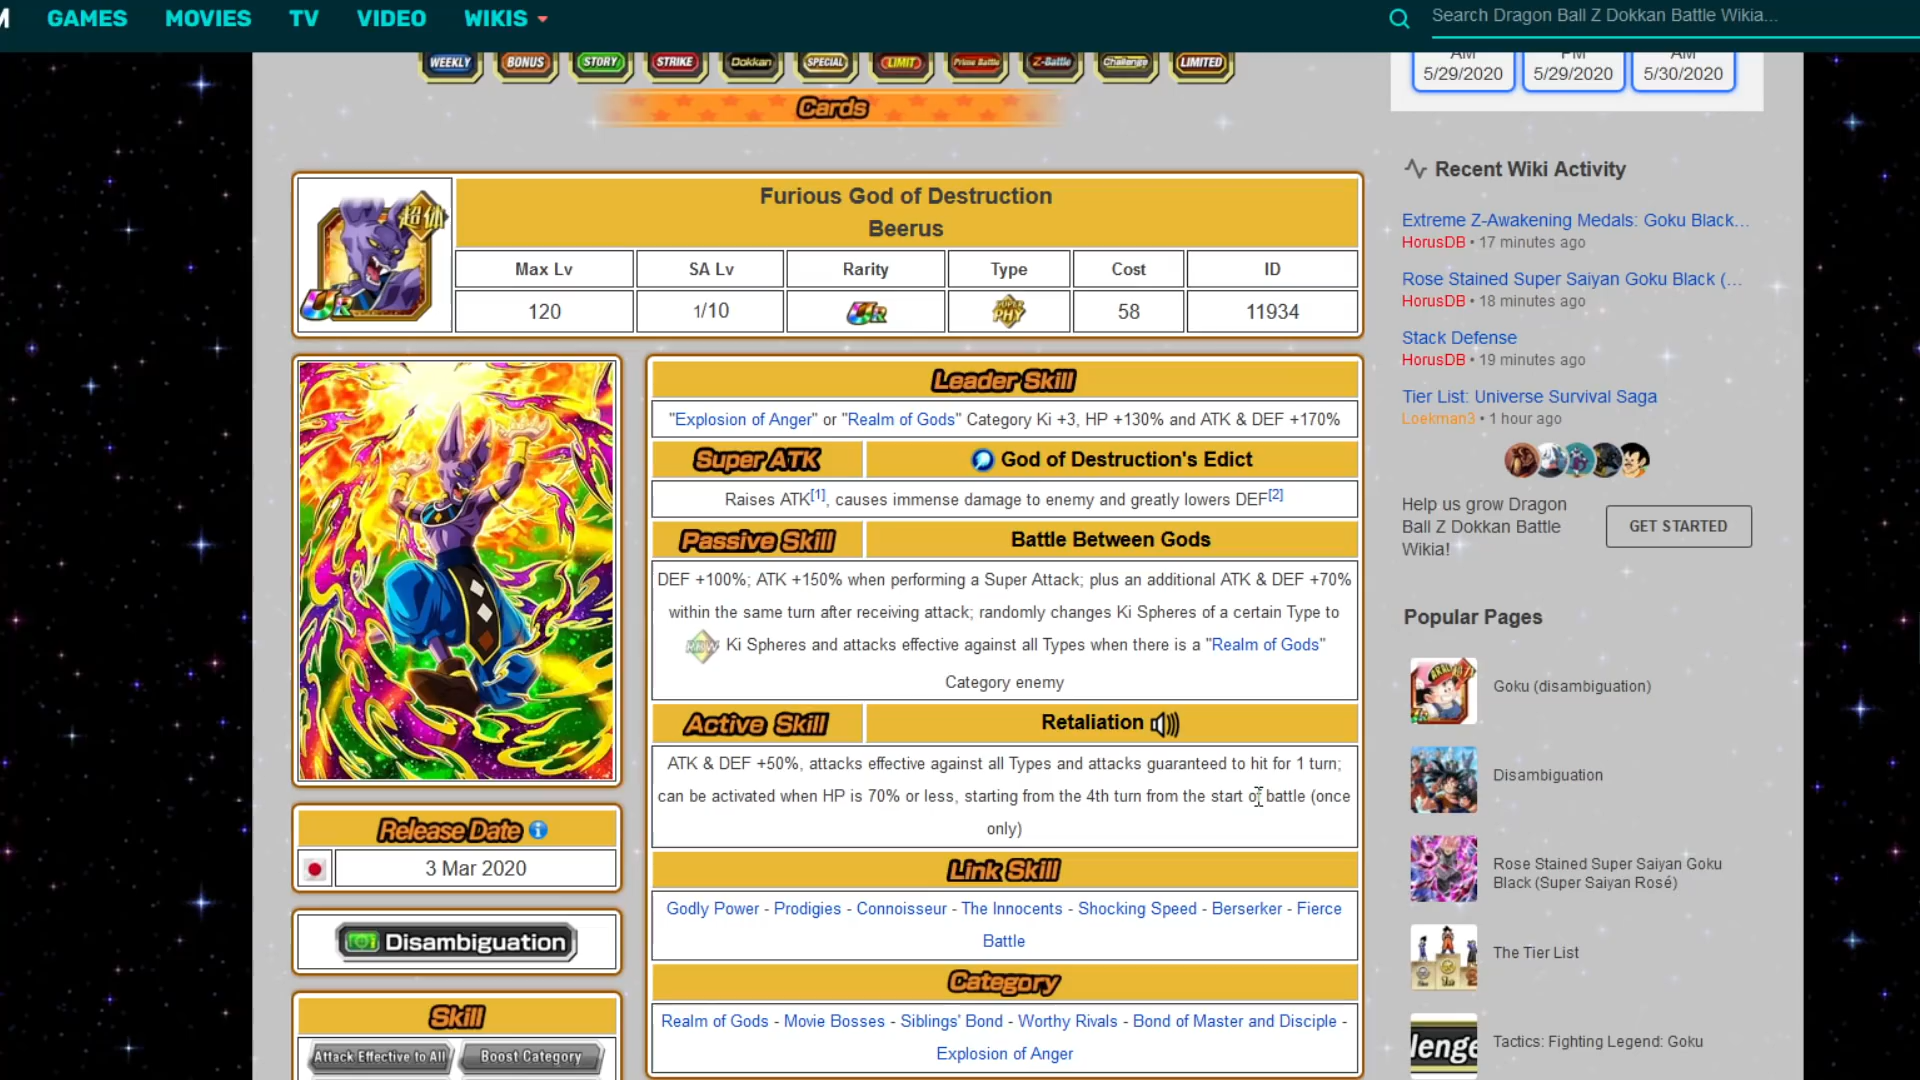 GAMES MOVIES TV VIDEO WIKIS
Search Dragon Ball Z Dokkan Battle Wikia...
WEEKLY BONUS STORY STRIKE Dokkan SPECIAL LIMIT Prime Battle Z-Battle Challenge LIMITED
AM PM AM
5/29/2020 5/29/2020 5/30/2020
Cards
Furious God of Destruction
Beerus
Max Lv SA Lv Rarity Type Cost ID
120 1/10 UR SUPER PHY 58 11934
超体
UR
Leader Skill
"Explosion of Anger" or "Realm of Gods" Category Ki +3, HP +130% and ATK & DEF +170%
Super ATK God of Destruction's Edict
Raises ATK[1], causes immense damage to enemy and greatly lowers DEF[2]
Passive Skill Battle Between Gods
DEF +100%; ATK +150% when performing a Super Attack; plus an additional ATK & DEF +70%
within the same turn after receiving attack; randomly changes Ki Spheres of a certain Type to
Ki Spheres and attacks effective against all Types when there is a "Realm of Gods"
Category enemy
Active Skill Retaliation
ATK & DEF +50%, attacks effective against all Types and attacks guaranteed to hit for 1 turn;
can be activated when HP is 70% or less, starting from the 4th turn from the start of battle (once
only)
Link Skill
Godly Power - Prodigies - Connoisseur - The Innocents - Shocking Speed - Berserker - Fierce
Battle
Category
Realm of Gods - Movie Bosses - Siblings' Bond - Worthy Rivals - Bond of Master and Disciple -
Explosion of Anger
Release Date
3 Mar 2020
Disambiguation
Skill
Attack Effective to All Boost Category
Recent Wiki Activity
Extreme Z-Awakening Medals: Goku Black...
HorusDB • 17 minutes ago
Rose Stained Super Saiyan Goku Black (...
HorusDB • 18 minutes ago
Stack Defense
HorusDB • 19 minutes ago
Tier List: Universe Survival Saga
Loekman3 • 1 hour ago
Help us grow Dragon
Ball Z Dokkan Battle
Wikia!
GET STARTED
Popular Pages
Goku (disambiguation)
Disambiguation
Rose Stained Super Saiyan Goku
Black (Super Saiyan Rosé)
The Tier List
Tactics: Fighting Legend: Goku